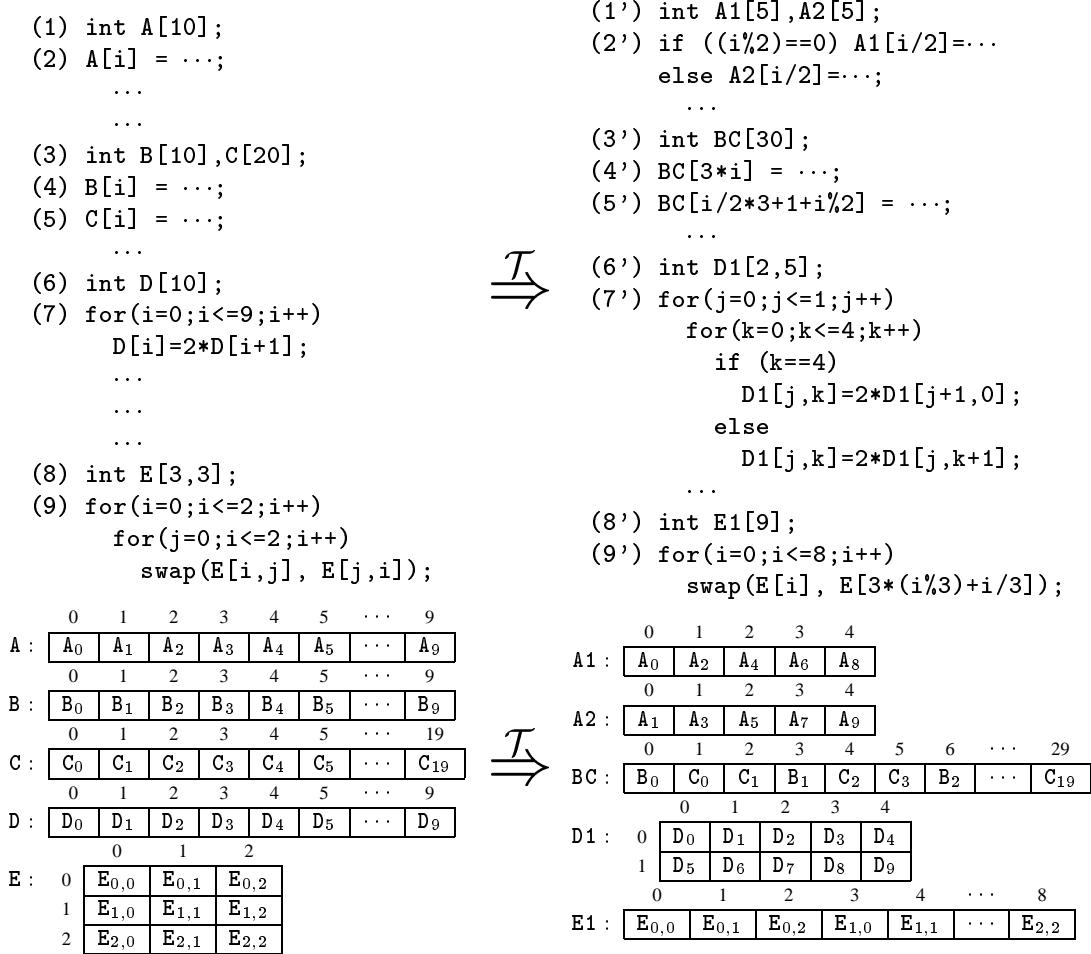 (1) int A[10];
(2) A[i] = ···;
...
...
(3) int B[10],C[20];
(4) B[i] = ···;
(5) C[i] = ···;
...
(6) int D[10];
(7) for(i=0;i<=9;i++)
D[i]=2*D[i+1];
...
...
...
(8) int E[3,3];
(9) for(i=0;i<=2;i++)
for(j=0;i<=2;i++)
swap(E[i,j], E[j,i]);
T
⇒
(1') int A1[5],A2[5];
(2') if ((i%2)==0) A1[i/2]=···
else A2[i/2]=···;
...
(3') int BC[30];
(4') BC[3*i] = ···;
(5') BC[i/2*3+1+i%2] = ···;
...
(6') int D1[2,5];
(7') for(j=0;j<=1;j++)
for(k=0;k<=4;k++)
if (k==4)
D1[j,k]=2*D1[j+1,0];
else
D1[j,k]=2*D1[j,k+1];
...
(8') int E1[9];
(9') for(i=0;i<=8;i++)
swap(E[i], E[3*(i%3)+i/3]);
0 1 2 3 4 5 ··· 9
A : A0 A1 A2 A3 A4 A5 ··· A9
0 1 2 3 4 5 ··· 9
B : B0 B1 B2 B3 B4 B5 ··· B9
0 1 2 3 4 5 ··· 19
C : C0 C1 C2 C3 C4 C5 ··· C19
0 1 2 3 4 5 ··· 9
D : D0 D1 D2 D3 D4 D5 ··· D9
0 1 2
E : 0 E0,0 E0,1 E0,2
1 E1,0 E1,1 E1,2
2 E2,0 E2,1 E2,2
T
⇒
0 1 2 3 4
A1 : A0 A2 A4 A6 A8
0 1 2 3 4
A2 : A1 A3 A5 A7 A9
0 1 2 3 4 5 6 ··· 29
BC : B0 C0 C1 B1 C2 C3 B2 ··· C19
0 1 2 3 4
D1 : 0 D0 D1 D2 D3 D4
1 D5 D6 D7 D8 D9
0 1 2 3 4 ··· 8
E1 : E0,0 E0,1 E0,2 E1,0 E1,1 ··· E2,2